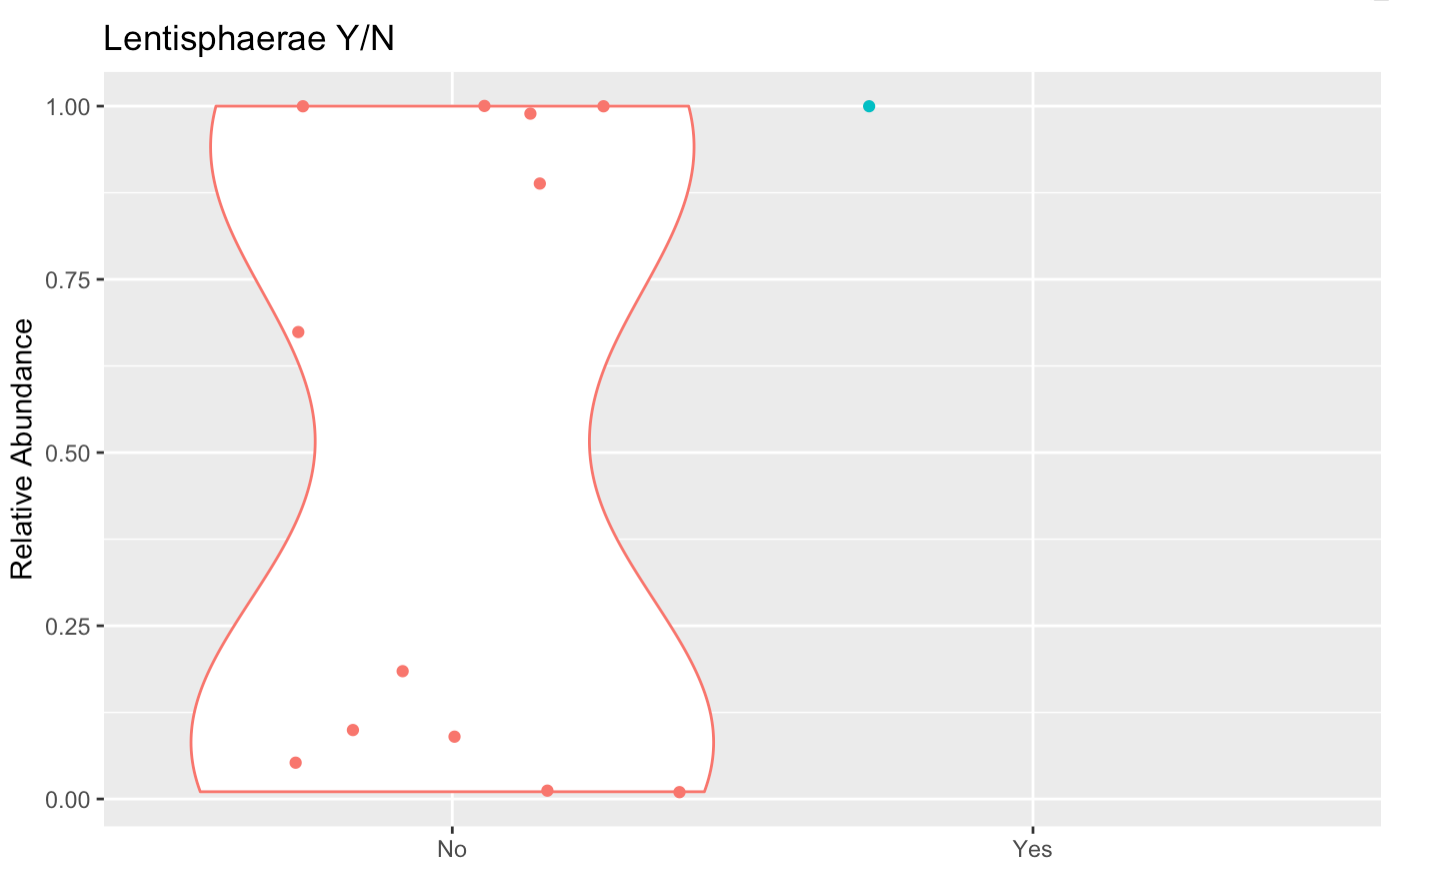 Lentisphaerae Y/N
1.00
0.75
0.50
0.25
0.00
Relative Abundance
No
Yes